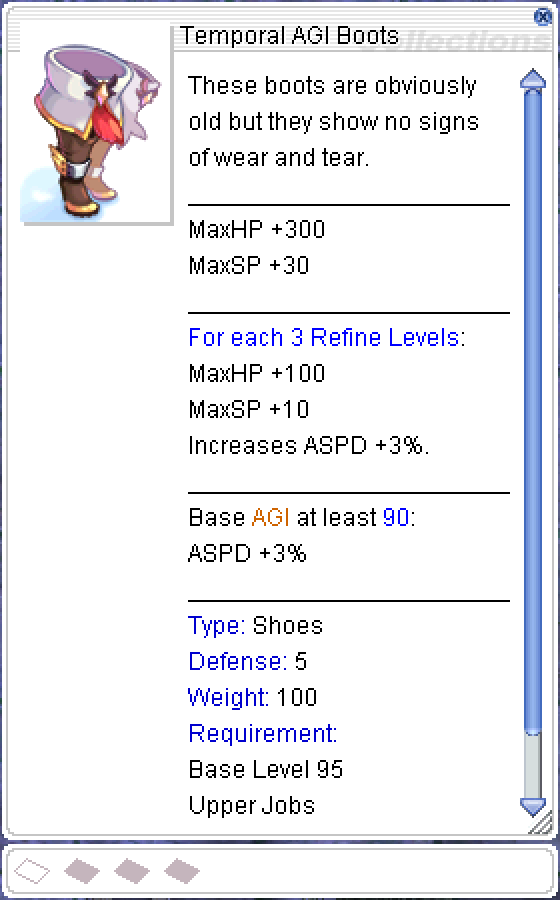 Temporal AGI Boots
collections
These boots are obviously
old but they show no signs
of wear and tear.
MaxHP +300
MaxSP +30
For each 3 Refine Levels:
MaxHP +100
MaxSP +10
Increases ASPD +3%.
Base AGI at least 90:
ASPD +3%
Type: Shoes
Defense: 5
Weight: 100
Requirement:
Base Level 95
Upper Jobs